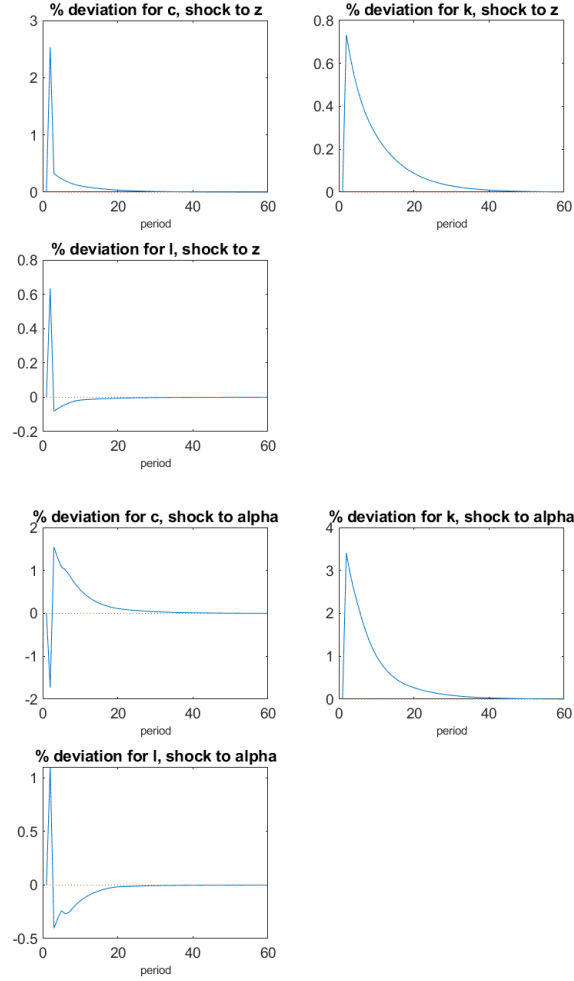 % deviation for c, shock to z
3
2
1
0
0 20 40 60
period
% deviation for k, shock to z
0.8
0.6
0.4
0.2
0
0 20 40 60
period
% deviation for l, shock to z
0.8
0.6
0.4
0.2
0
-0.2
0 20 40 60
period
% deviation for c, shock to alpha
2
1
0
-1
-2
0 20 40 60
period
% deviation for k, shock to alpha
4
3
2
1
0
0 20 40 60
period
% deviation for l, shock to alpha
1
0.5
0
-0.5
0 20 40 60
period